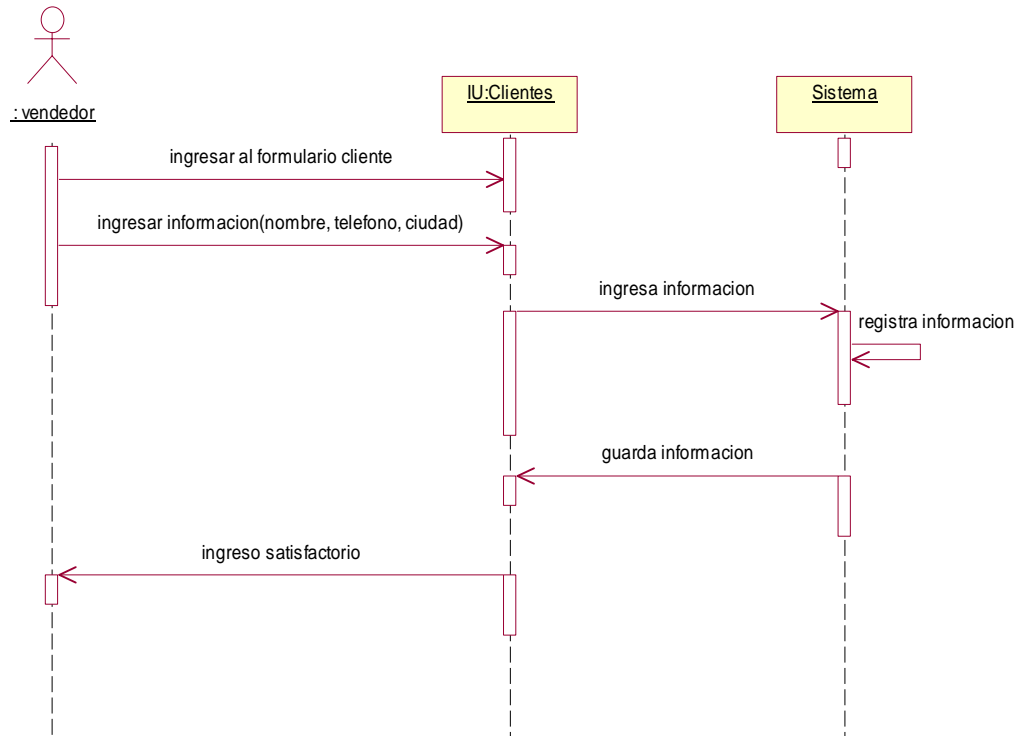 : vendedor
IU:Clientes
Sistema
ingresar al formulario cliente
ingresar informacion(nombre, telefono, ciudad)
ingresa informacion
registra informacion
guarda informacion
ingreso satisfactorio